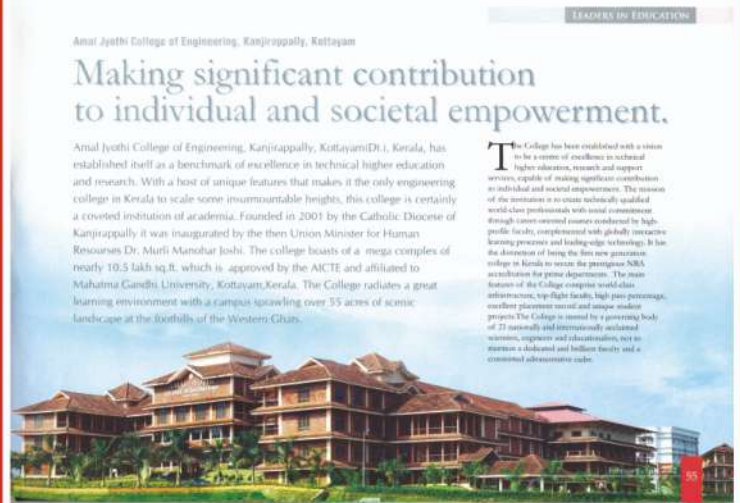 LEADERS IN EDUCATION
Amal Jyothi College of Engineering, Kanjirappally, Kottayam
Making significant contribution
to individual and societal empowerment.
Amal Jyothi College of Engineering, Kanjirappally, Kottayam(Dt.), Kerala, has
established itself as a benchmark of excellence in technical higher education
and research. With a host of unique features that makes it the only engineering
college in Kerala to scale some insurmountable heights, this college is certainly
a coveted institution of academia. Founded in 2001 by the Catholic Diocese of
Kanjirappally it was inaugurated by the then Union Minister for Human
Resourses Dr. Murli Manohar Joshi. The college boasts of a mega complex of
nearly 10.5 lakh sq.ft. which is approved by the AICTE and affiliated to
Mahatma Gandhi University, Kottayam,Kerala. The College radiates a great
learning environment with a campus sprawling over 55 acres of scenic
landscape at the foothills of the Western Ghats.
The College has been established with a vision
to be a centre of excellence in technical
higher education, research and support
services, capable of making significant contribution
to individual and societal empowerment. The mission
of the institution is to create technically qualified
world-class professionals with social commitment
through career-oriented courses conducted by high-
profile faculty, complemented with globally interactive
learning processes and leading-edge technology. It has
the distinction of being the first new generation
college in Kerala to secure the prestigious NBA
accreditation for prime departments. The main
features of the College comprise world-class
infrastructure, top-flight faculty, high pass percentage,
excellent placement record and unique student
projects.The College is steered by a governing body
of 23 nationally and internationally acclaimed
scientists, engineers and educationalists, not to
mention a dedicated and brilliant faculty and a
committed administrative cadre.
55